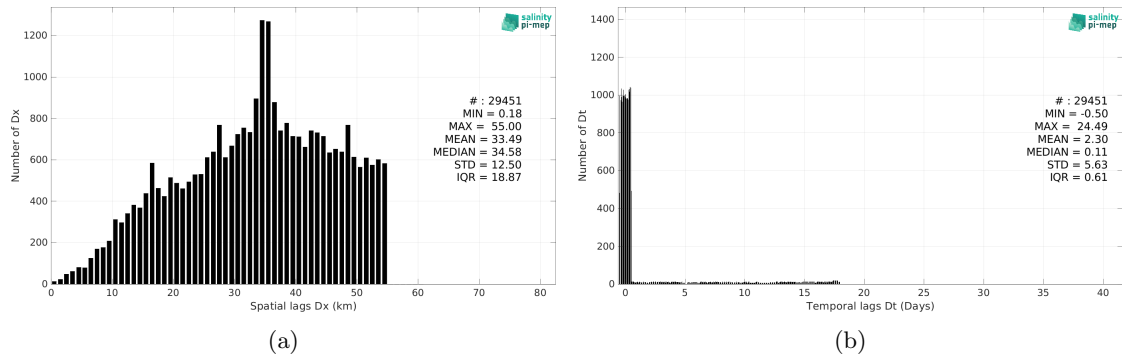 salinity
pi-mep
1200
1000
800
600
400
200
0
Number of Dx
# : 29451
MIN = 0.18
MAX = 55.00
MEAN = 33.49
MEDIAN = 34.58
STD = 12.50
IQR = 18.87
0 10 20 30 40 50 60 70 80
Spatial lags Dx (km)
(a)
salinity
pi-mep
1400
1200
1000
800
600
400
200
0
Number of Dt
# : 29451
MIN = -0.50
MAX = 24.49
MEAN = 2.30
MEDIAN = 0.11
STD = 5.63
IQR = 0.61
0 5 10 15 20 25 30 35 40
Temporal lags Dt (Days)
(b)